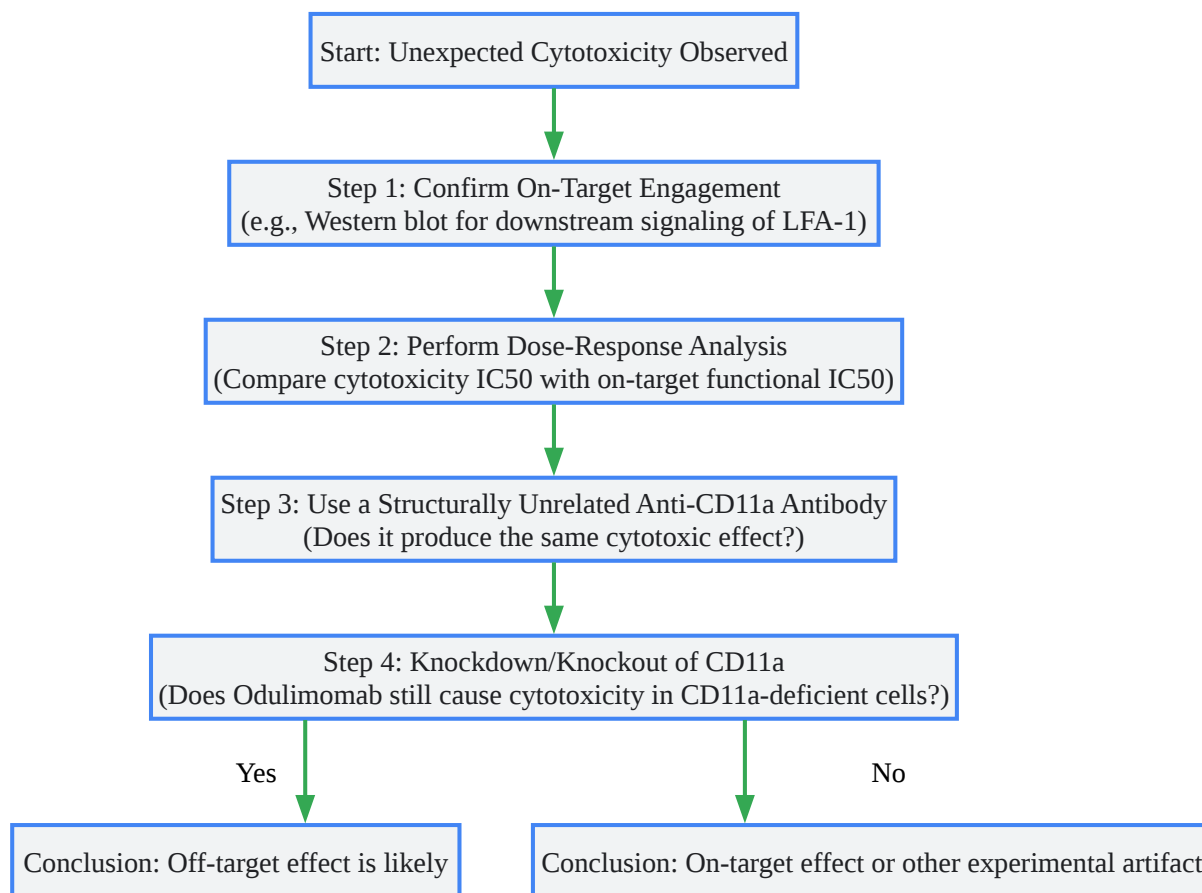 Start: Unexpected Cytotoxicity Observed
Step 1: Confirm On-Target Engagement
(e.g., Western blot for downstream signaling of LFA-1)
Step 2: Perform Dose-Response Analysis
(Compare cytotoxicity IC50 with on-target functional IC50)
Step 3: Use a Structurally Unrelated Anti-CD11a Antibody
(Does it produce the same cytotoxic effect?)
Step 4: Knockdown/Knockout of CD11a
(Does Odulimomab still cause cytotoxicity in CD11a-deficient cells?)
Yes
No
Conclusion: Off-target effect is likely
Conclusion: On-target effect or other experimental artifact